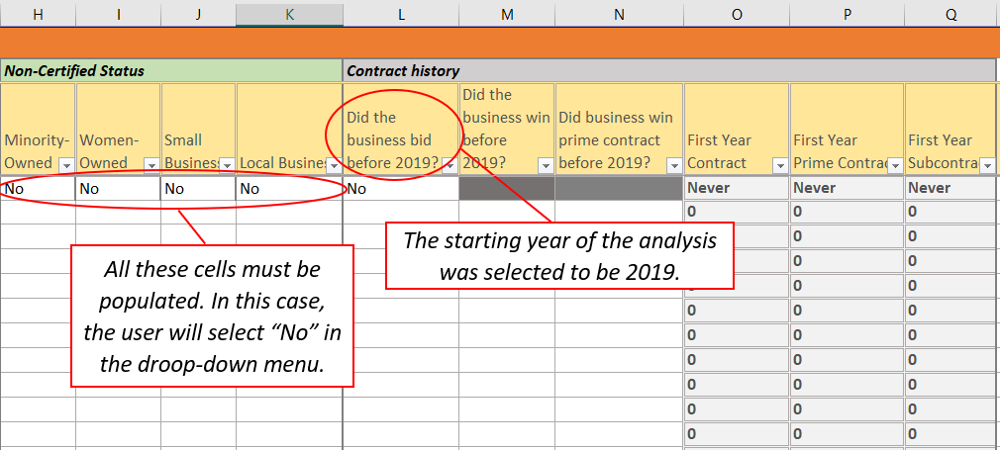 H I J K L M N O P Q
Non-Certified Status Contract history
Did the
Did the business win Did business win
Minority- Women- Small business bid before prime contract First Year First Year First Year
Owned Owned Busines Local Busines before 2019? 2019? before 2019? Contract Prime Contrac Subcontra
No No No No No Never Never Never
0 0 0
0 0
0 0
0 0
0 0 0
0 0 0
0 0 0
0 0 0
0 0 0
0 0 0
The starting year of the analysis
was selected to be 2019.
All these cells must be
populated. In this case,
the user will select “No” in
the droop-down menu.